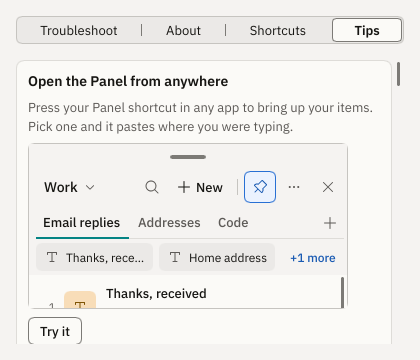 Troubleshoot | About | Shortcuts | Tips
Open the Panel from anywhere
Press your Panel shortcut in any app to bring up your items.
Pick one and it pastes where you were typing.
Work + New ···
Email replies Addresses Code +
T Thanks, rece... T Home address +1 more
Thanks, received
1 T
Try it